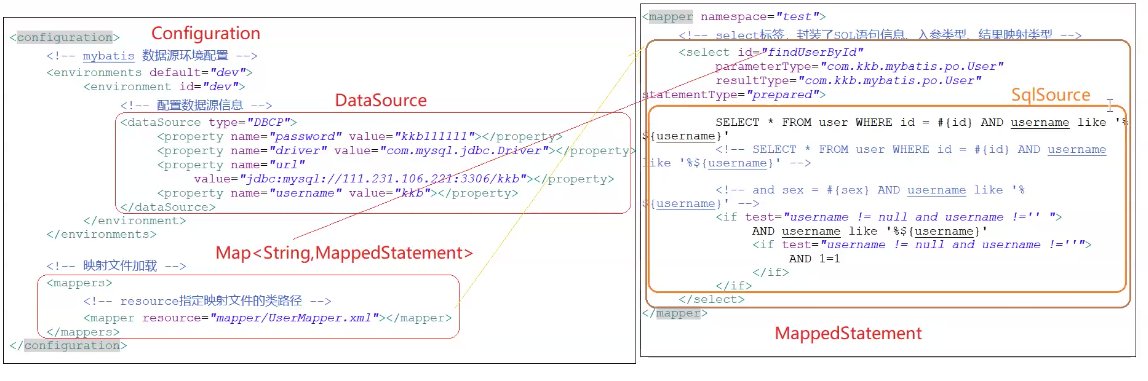 Configuration
<configuration>
<!-- mybatis 数据源环境配置 -->
<environments default="dev">
<environment id="dev">
<!-- 配置数据源信息 -->
DataSource
<dataSource type="DBCP">
<property name="password" value="kkb111111"></property>
<property name="driver" value="com.mysql.jdbc.Driver"></property>
<property name="url"
value="jdbc:mysql://111.231.106.221:3306/kkb"></property>
<property name="username" value="kkb"></property>
</dataSource>
</environment>
</environments>
Map<String,MappedStatement>
<!-- 映射文件加载 -->
<mappers>
<!-- resource指定映射文件的类路径 -->
<mapper resource="mapper/UserMapper.xml"></mapper>
</mappers>
</configuration>
<mapper namespace="test">
<!-- select标签，封装了SQL语句信息、入参类型、结果映射类型 -->
<select id="findUserById"
parameterType="com.kkb.mybatis.po.User"
resultType="com.kkb.mybatis.po.User"
statementType="prepared">
SqlSource
SELECT * FROM user WHERE id = #{id} AND username like '%
${username}'
<!-- SELECT * FROM user WHERE id = #{id} AND username
like '%${username}' -->
<!-- and sex = #{sex} AND username like '%
${username}' -->
<if test="username != null and username !='' ">
AND username like '%${username}'
<if test="username != null and username !=''">
AND 1=1
</if>
</if>
</select>
</mapper>
MappedStatement